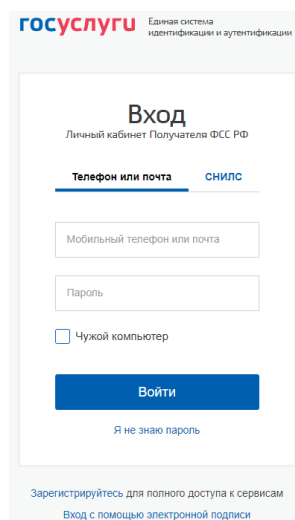 госуслуги
Единая система
идентификации и аутентификации
Вход
Личный кабинет Получателя ФСС РФ
Телефон или почта СНИЛС
Мобильный телефон или почта
Пароль
Чужой компьютер
Войти
Я не знаю пароль
Зарегистрируйтесь для полного доступа к сервисам
Вход с помощью электронной подписи